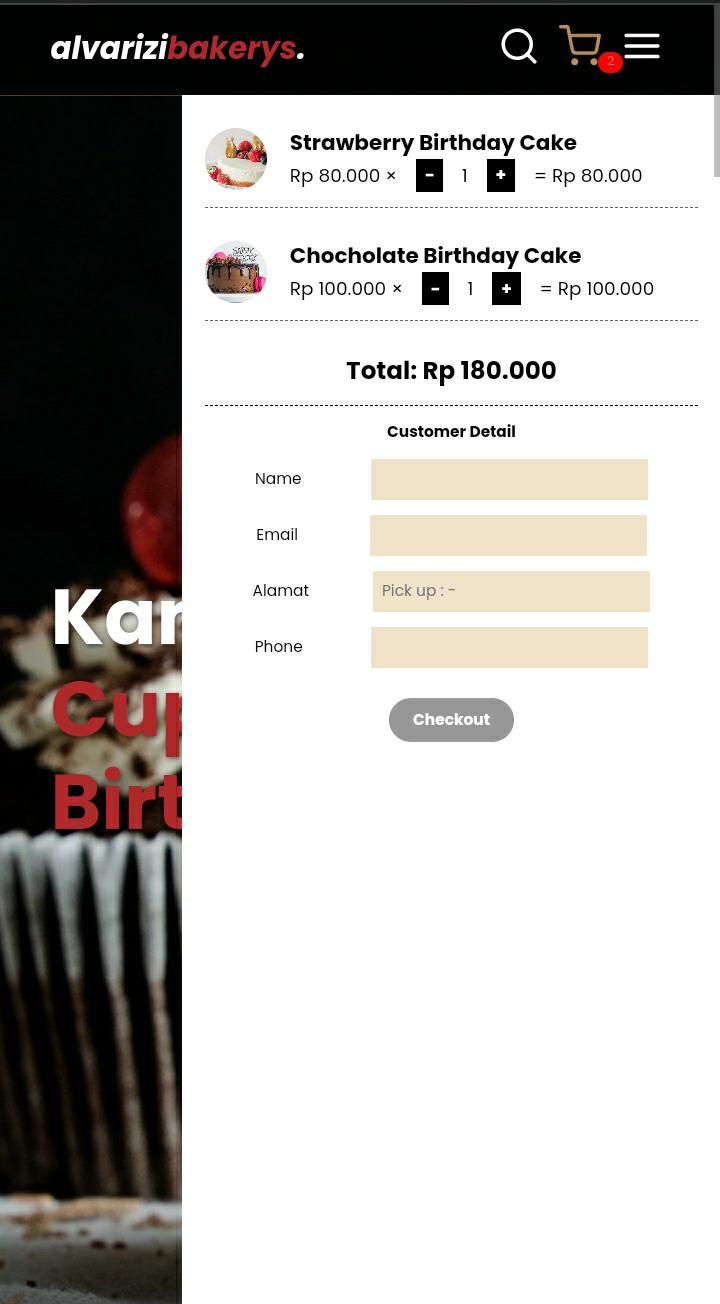 alvarizibakerys.
2
Strawberry Birthday Cake
Rp 80.000 × - 1 + = Rp 80.000
Chocholate Birthday Cake
Rp 100.000 × - 1 + = Rp 100.000
Total: Rp 180.000
Customer Detail
Name
Email
Alamat Pick up : -
Phone
Checkout
Cup
Birt